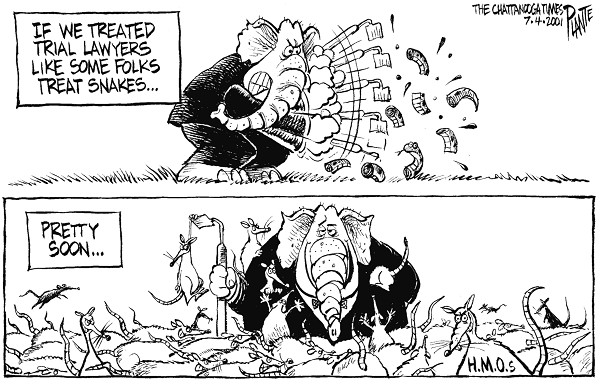 IF WE TREATED
TRIAL LAWYERS
LIKE SOME FOLKS
TREAT SNAKES...
THE CHATTANOOGA TIMES
7.4.2001
PLANTE
PRETTY
SOON...
H.M.O.s